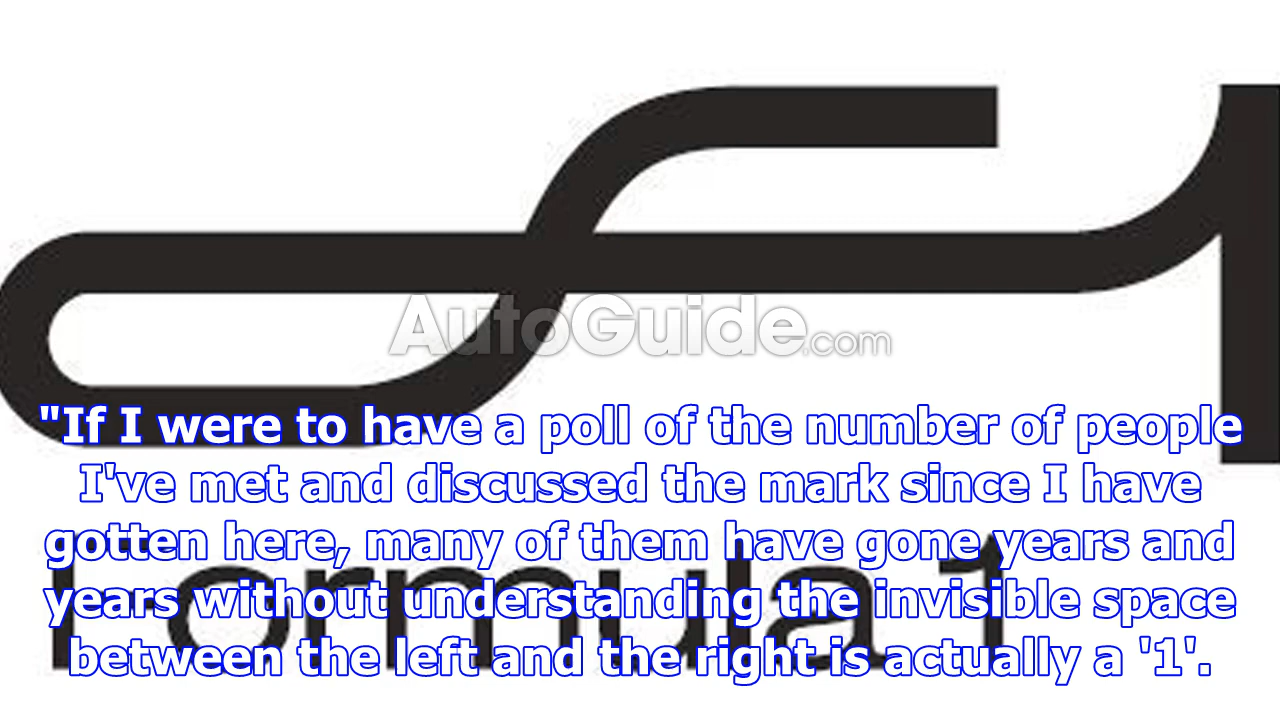 AutoGuide.com
"If I were to have a poll of the number of people
I've met and discussed the mark since I have
gotten here, many of them have gone years and
years without understanding the invisible space
between the left and the right is actually a '1'.
Formula 1